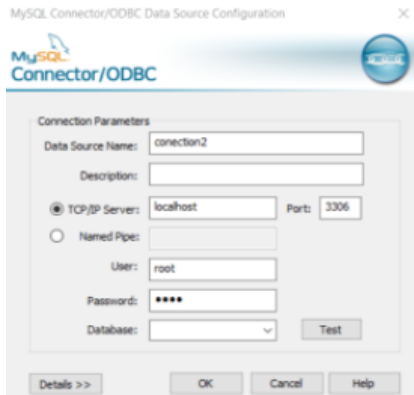 MySQL Connector/ODBC Data Source Configuration
MySQL
Connector/ODBC
Connection Parameters
Data Source Name: conection2
Description:
TCP/IP Server: localhost Port: 3306
Named Pipe:
User: root
Password: ••••
Database: Test
Details >> OK Cancel Help